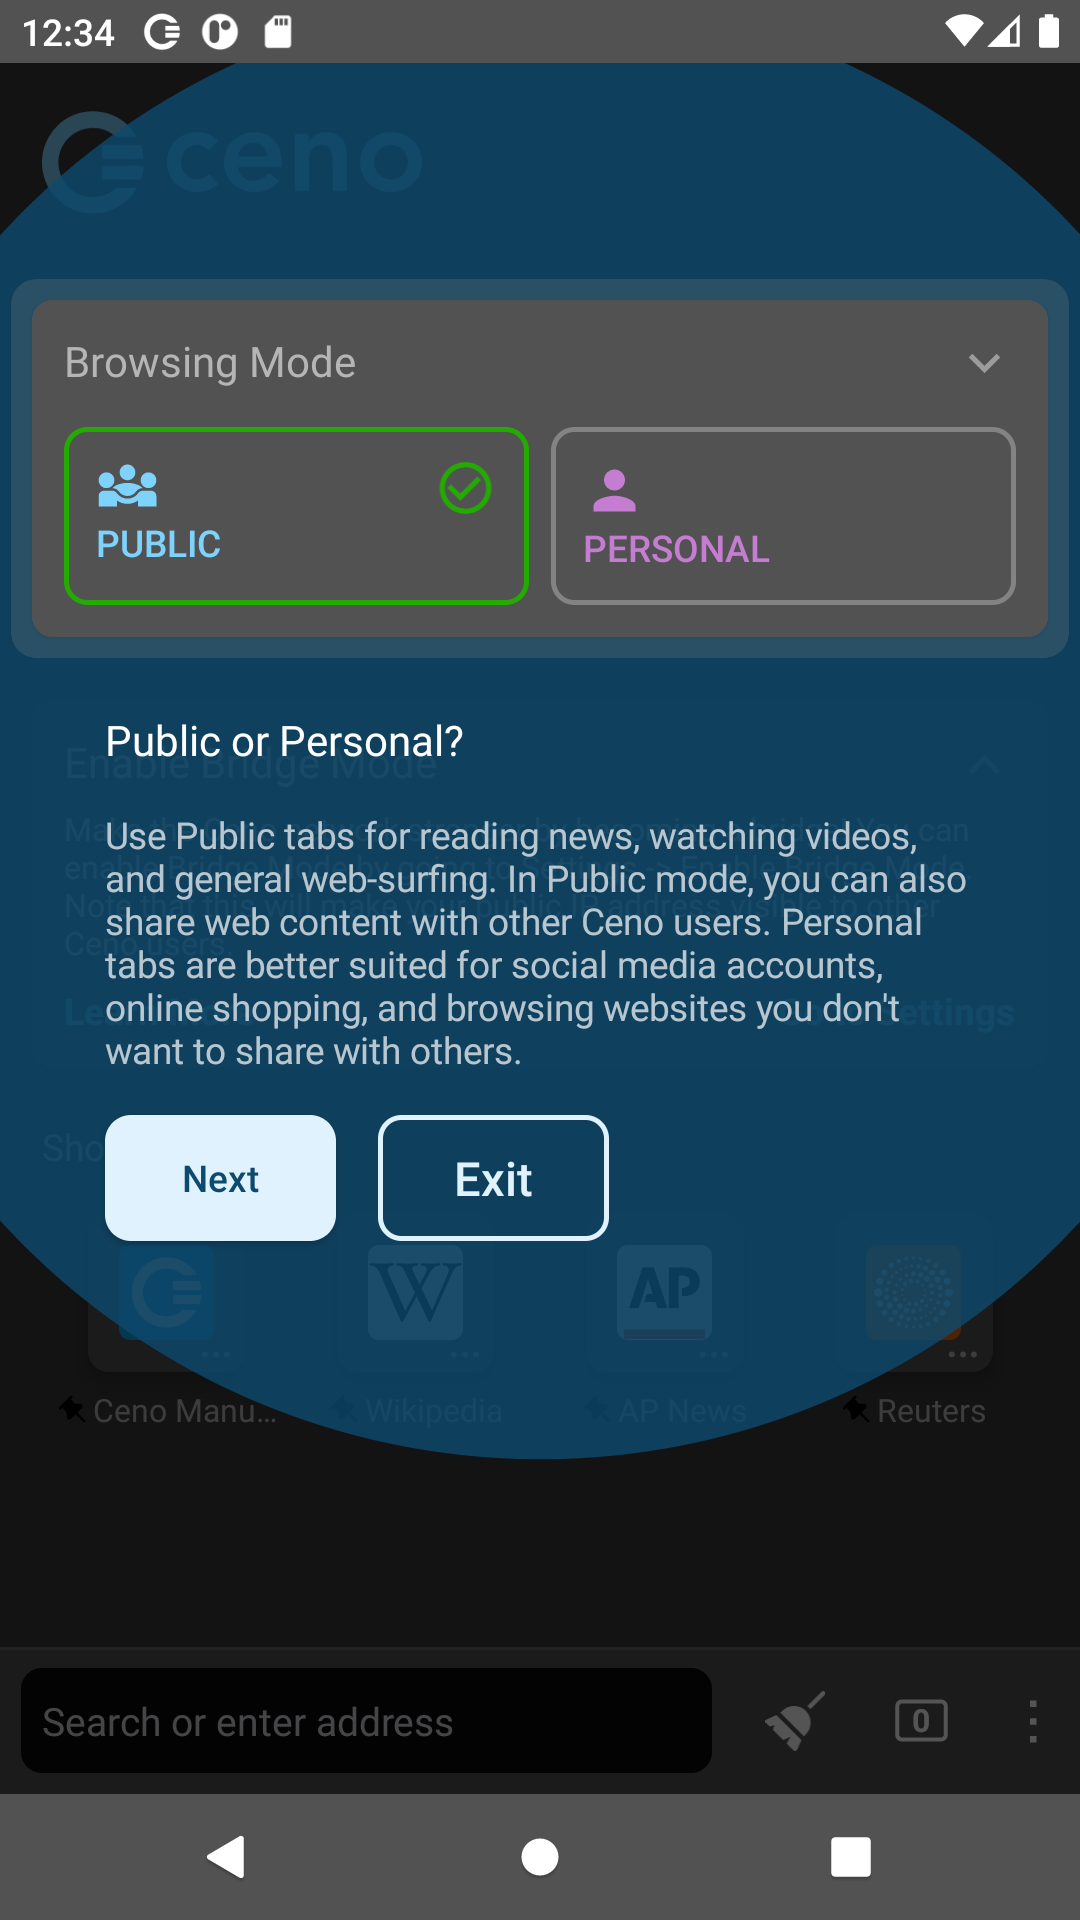 12:34
ceno
Browsing Mode
PUBLIC
PERSONAL
Public or Personal?
Enable Bridge Mode
Use Public tabs for reading news, watching videos,
and general web-surfing. In Public mode, you can also
share web content with other Ceno users. Personal
tabs are better suited for social media accounts,
online shopping, and browsing websites you don't
want to share with others.
Next
Exit
W
AP
Ceno Manu...
Wikipedia
AP News
Reuters
Search or enter address
0